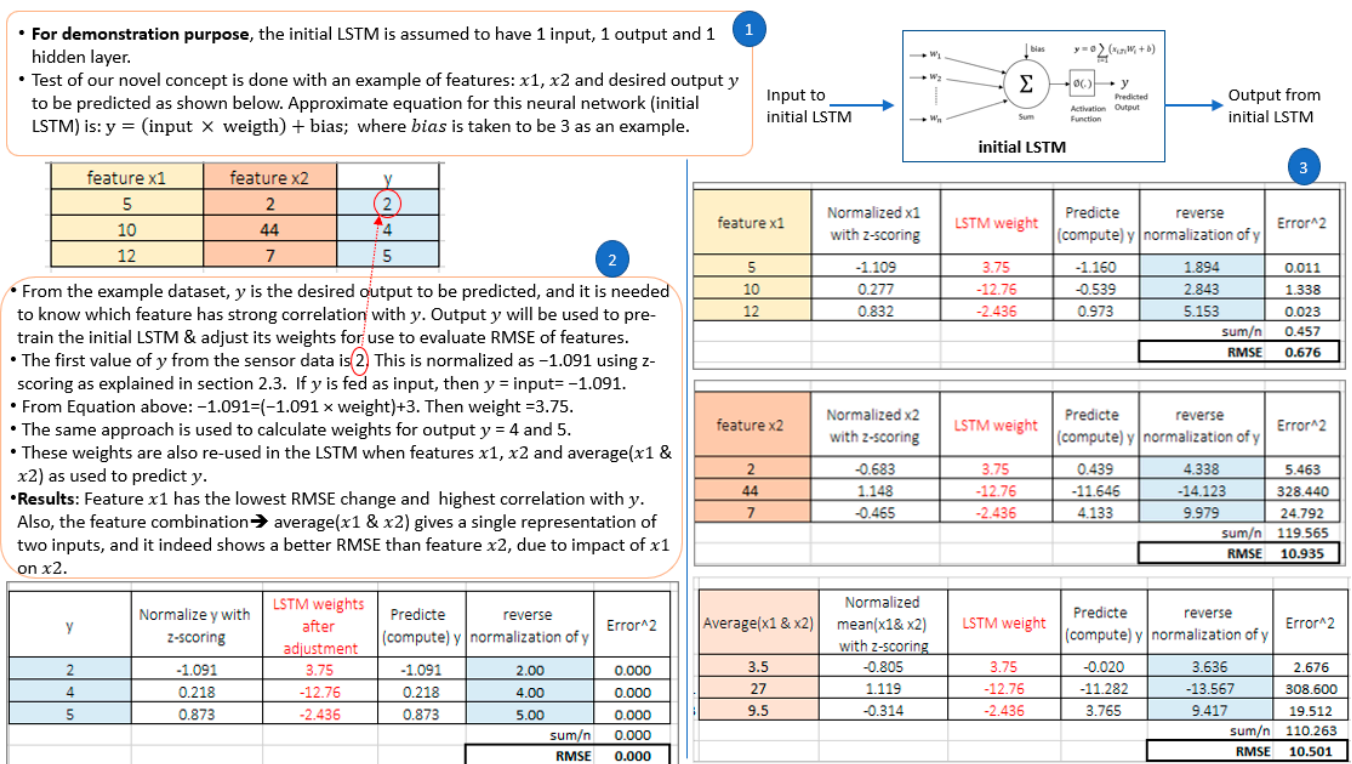 • For demonstration purpose, the initial LSTM is assumed to have 1 input, 1 output and 1
hidden layer.
• Test of our novel concept is done with an example of features: x1, x2 and desired output y
to be predicted as shown below. Approximate equation for this neural network (initial
LSTM) is: y = (input × weigth) + bias; where bias is taken to be 3 as an example.
1
Input to
initial LSTM
W₁
W₂
Wₙ
bias
Σ
Sum
Ø(.)
Activation
Function
y
Predicted
Output
initial LSTM
Output from
initial LSTM
feature x1 feature x2 y
5 2 2
10 44 4
12 7 5
2
• From the example dataset, y is the desired output to be predicted, and it is needed
to know which feature has strong correlation with y. Output y will be used to pre-
train the initial LSTM & adjust its weights for use to evaluate RMSE of features.
• The first value of y from the sensor data is 2. This is normalized as −1.091 using z-
scoring as explained in section 2.3. If y is fed as input, then y = input= −1.091.
• From Equation above: −1.091=(−1.091 × weight)+3. Then weight =3.75.
• The same approach is used to calculate weights for output y = 4 and 5.
• These weights are also re-used in the LSTM when features x1, x2 and average(x1 &
x2) as used to predict y.
•Results: Feature x1 has the lowest RMSE change and highest correlation with y.
Also, the feature combination➔ average(x1 & x2) gives a single representation of
two inputs, and it indeed shows a better RMSE than feature x2, due to impact of x1
on x2.
y Normalize y with z-scoring LSTM weights after adjustment Predicte (compute) y reverse normalization of y Error^2
2 -1.091 3.75 -1.091 2.00 0.000
4 0.218 -12.76 0.218 4.00 0.000
5 0.873 -2.436 0.873 5.00 0.000
sum/n 0.000
RMSE 0.000
3
feature x1 Normalized x1 with z-scoring LSTM weight Predicte (compute) y reverse normalization of y Error^2
5 -1.109 3.75 -1.160 1.894 0.011
10 0.277 -12.76 -0.539 2.843 1.338
12 0.832 -2.436 0.973 5.153 0.023
sum/n 0.457
RMSE 0.676
feature x2 Normalized x2 with z-scoring LSTM weight Predicte (compute) y reverse normalization of y Error^2
2 -0.683 3.75 0.439 4.338 5.463
44 1.148 -12.76 -11.646 -14.123 328.440
7 -0.465 -2.436 4.133 9.979 24.792
sum/n 119.565
RMSE 10.935
Average(x1 & x2) Normalized mean(x1& x2) with z-scoring LSTM weight Predicte (compute) y reverse normalization of y Error^2
3.5 -0.805 3.75 -0.020 3.636 2.676
27 1.119 -12.76 -11.282 -13.567 308.600
9.5 -0.314 -2.436 3.765 9.417 19.512
sum/n 110.263
RMSE 10.501